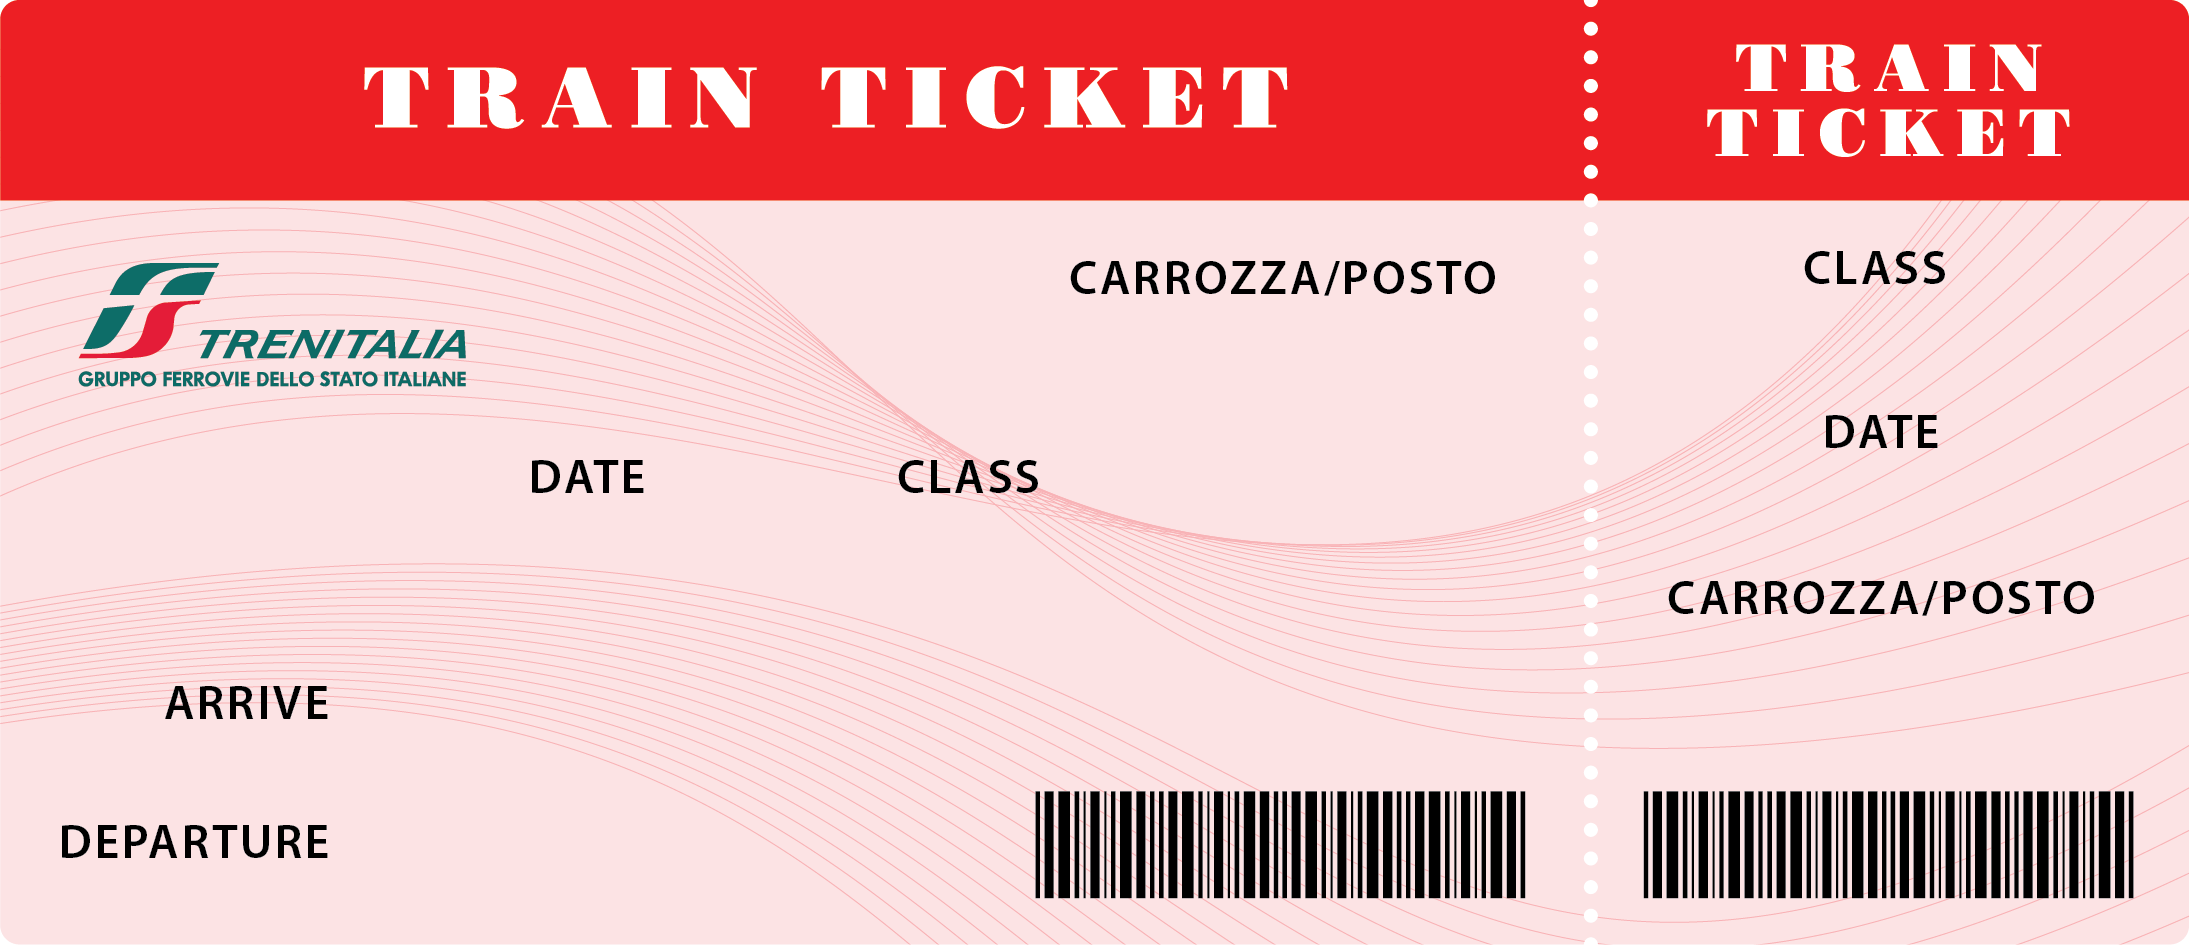 TRAIN TICKET
TRENITALIA
GRUPPO FERROVIE DELLO STATO ITALIANE
CARROZZA/POSTO
DATE
CLASS
ARRIVE
DEPARTURE
TRAIN
TICKET
CLASS
DATE
CARROZZA/POSTO